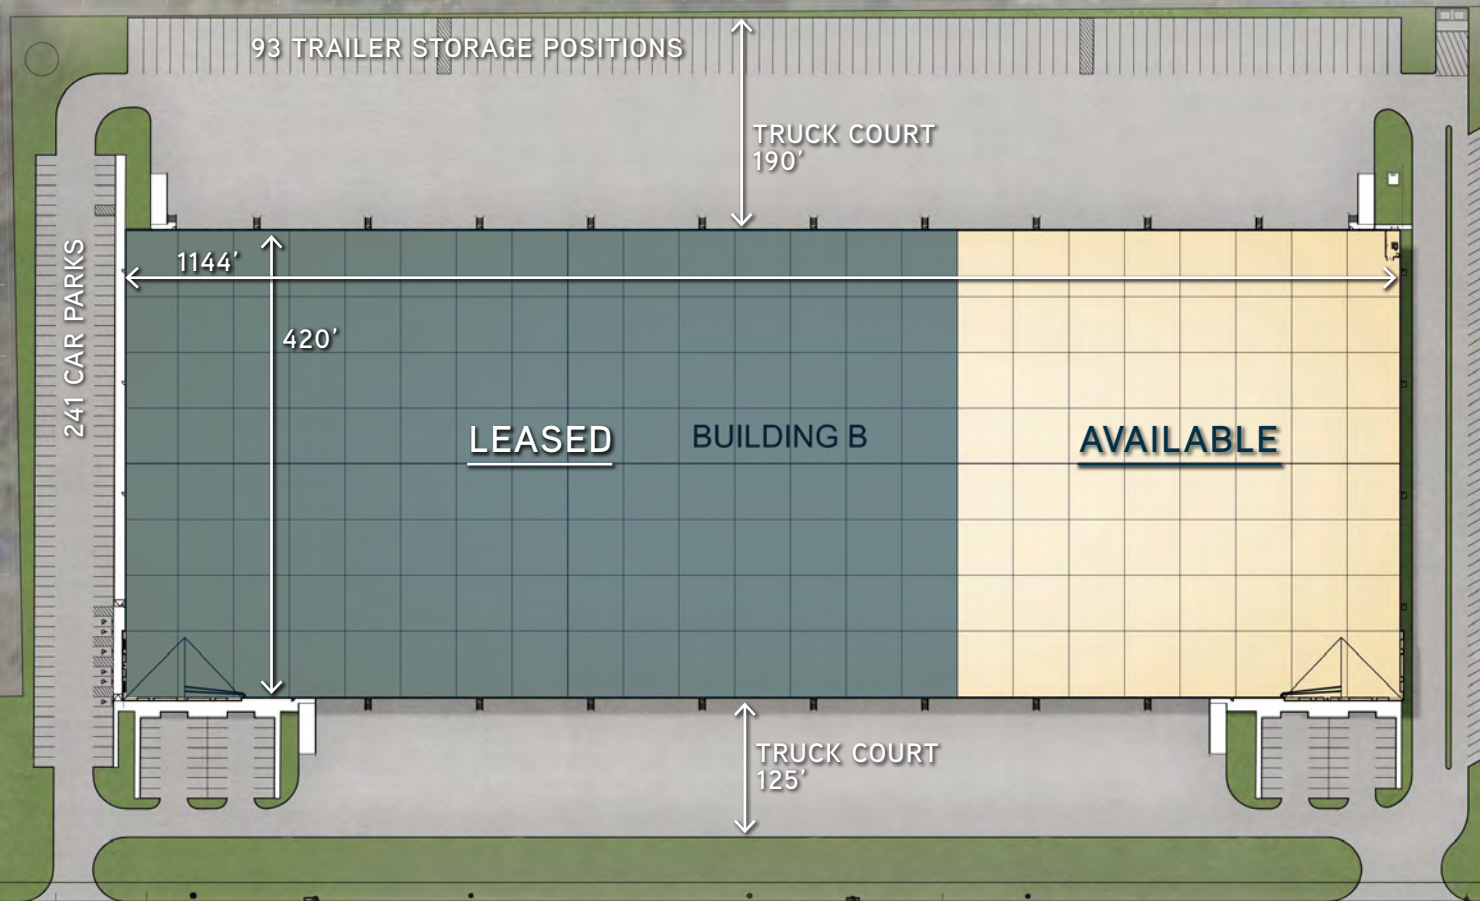 93 TRAILER STORAGE POSITIONS
TRUCK COURT
190'
1144'
420'
241 CAR PARKS
LEASED
BUILDING B
AVAILABLE
TRUCK COURT
125'